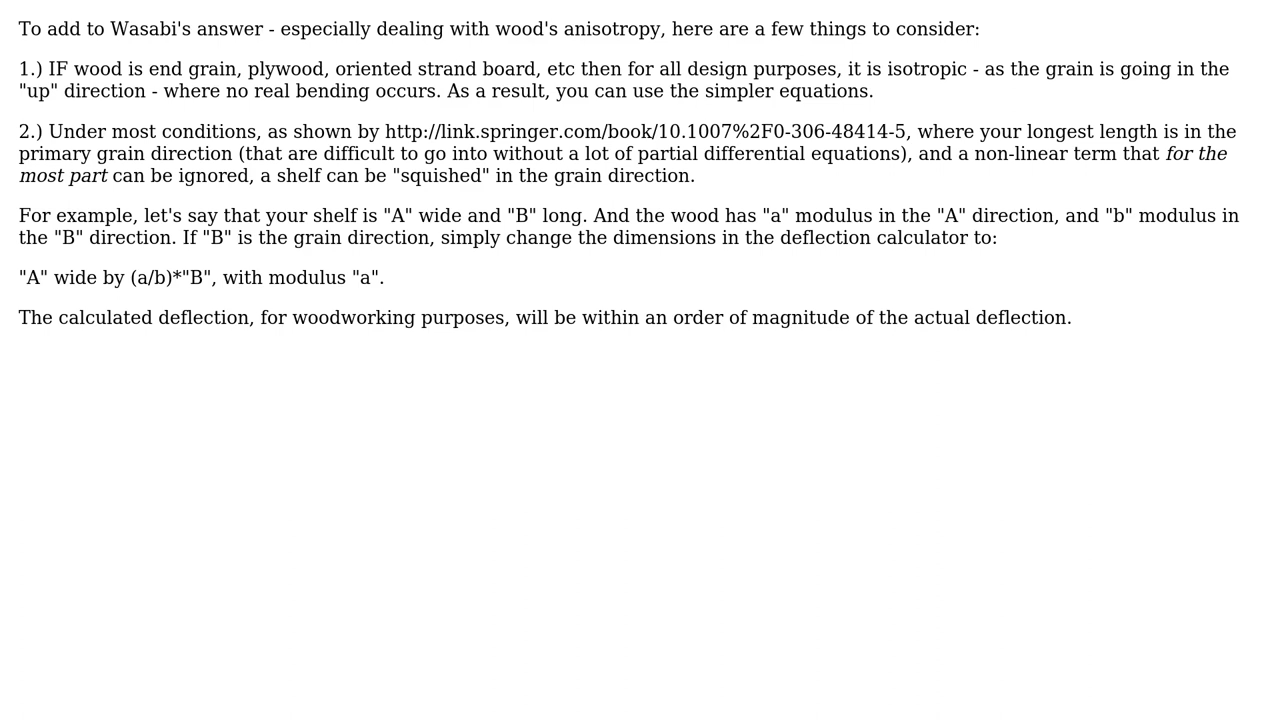 To add to Wasabi's answer - especially dealing with wood's anisotropy, here are a few things to consider:
1.) IF wood is end grain, plywood, oriented strand board, etc then for all design purposes, it is isotropic - as the grain is going in the
"up" direction - where no real bending occurs. As a result, you can use the simpler equations.
2.) Under most conditions, as shown by http://link.springer.com/book/10.1007%2F0-306-48414-5, where your longest length is in the
primary grain direction (that are difficult to go into without a lot of partial differential equations), and a non-linear term that for the
most part can be ignored, a shelf can be "squished" in the grain direction.
For example, let's say that your shelf is "A" wide and "B" long. And the wood has "a" modulus in the "A" direction, and "b" modulus in
the "B" direction. If "B" is the grain direction, simply change the dimensions in the deflection calculator to:
"A" wide by (a/b)*"B", with modulus "a".
The calculated deflection, for woodworking purposes, will be within an order of magnitude of the actual deflection.